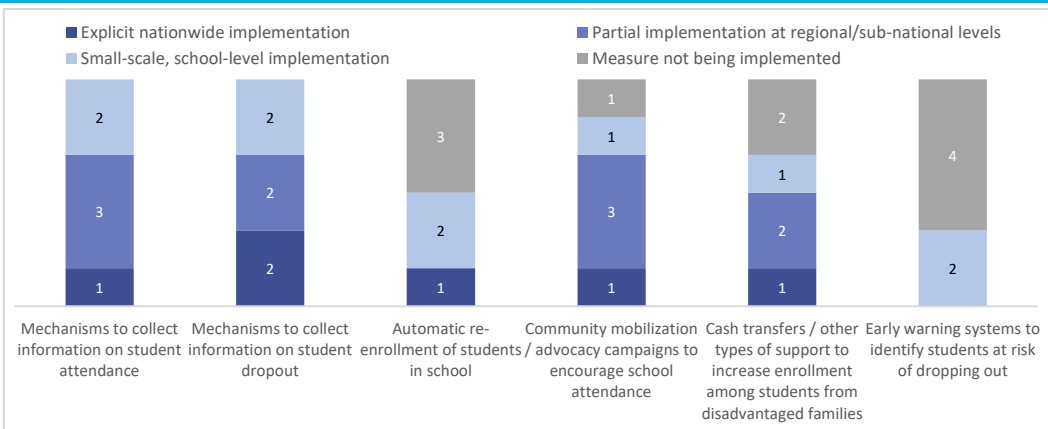 Explicit nationwide implementation
Partial implementation at regional/sub-national levels
Small-scale, school-level implementation
Measure not being implemented
2
3
1
2
2
2
3
2
1
1
1
3
1
2
1
2
1
4
2
Mechanisms to collect
information on student
attendance
Mechanisms to collect
information on student
dropout
Automatic re-
enrollment of students
in school
Community mobilization
/ advocacy campaigns to
encourage school
attendance
Cash transfers / other
types of support to
increase enrollment
among students from
disadvantaged families
Early warning systems to
identify students at risk
of dropping out